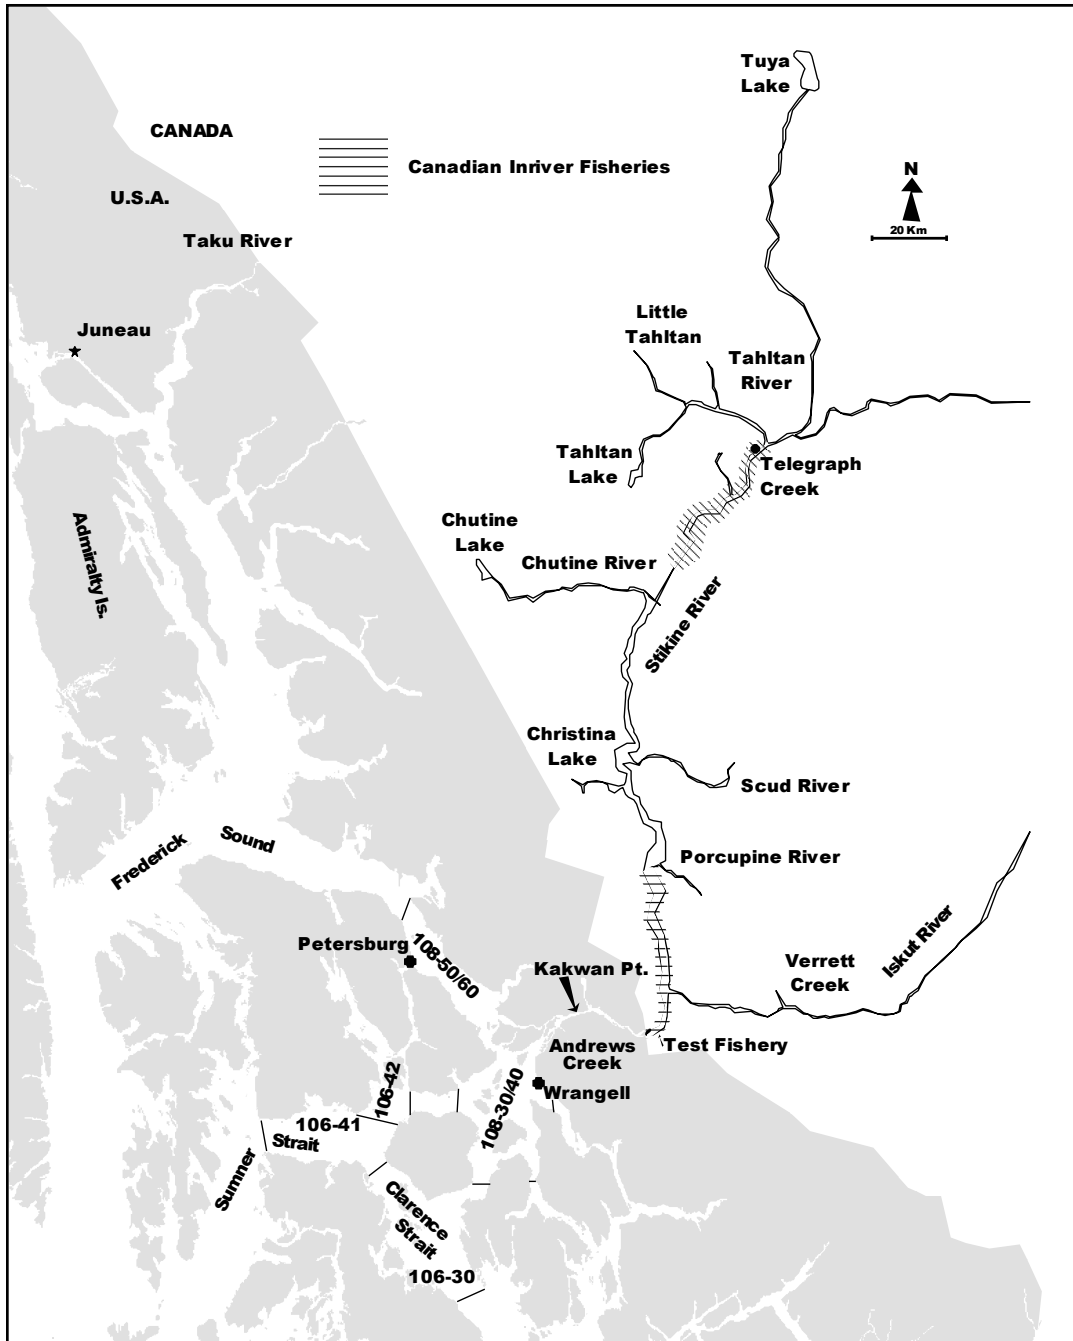 Tuya
Lake
CANADA
Canadian Inriver Fisheries
N
U.S.A.
20 Km
Taku River
Little
Tahltan
Juneau
Tahltan
River
Tahltan
Lake
Telegraph
Creek
Chutine
Lake
Admiralty Is.
Chutine River
Stikine River
Christina
Lake
Scud River
Frederick
Sound
Porcupine River
Petersburg
108-50/60
Kakwan Pt.
Verrett
Creek
Iskut River
Andrews
Creek
Test Fishery
106-42
108-30/40
Wrangell
106-41
Sumner
Strait
Clarence
Strait
106-30